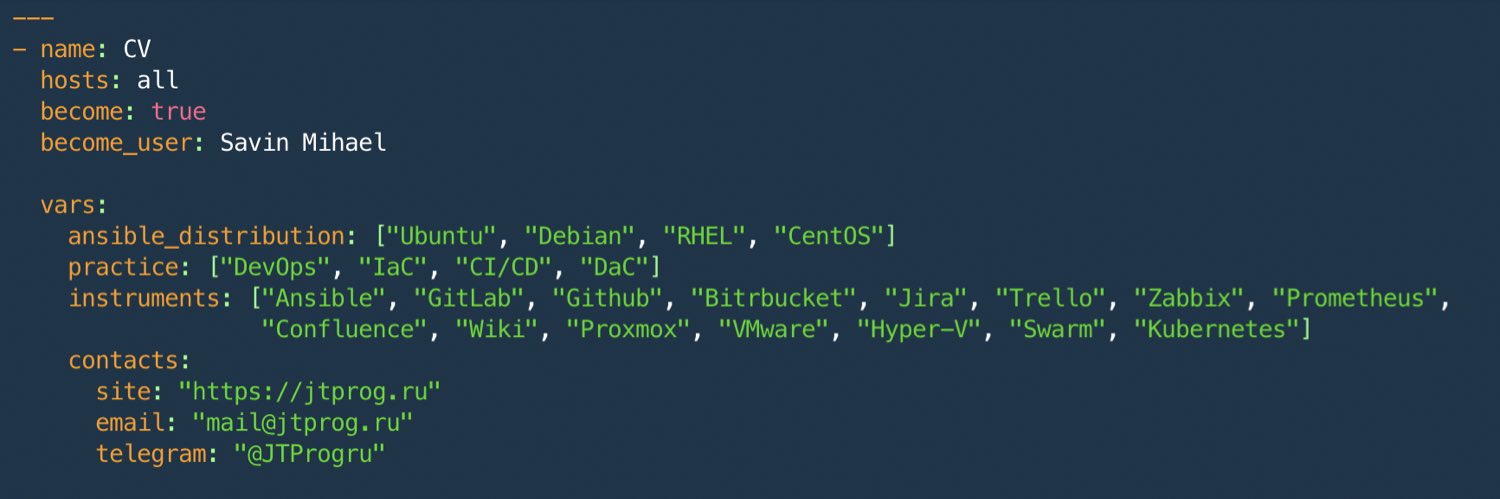 ---
- name: CV
  hosts: all
  become: true
  become_user: Savin Mihael

  vars:
    ansible_distribution: ["Ubuntu", "Debian", "RHEL", "CentOS"]
    practice: ["DevOps", "IaC", "CI/CD", "DaC"]
    instruments: ["Ansible", "GitLab", "Github", "Bitrbucket", "Jira", "Trello", "Zabbix", "Prometheus",
                  "Confluence", "Wiki", "Proxmox", "VMware", "Hyper-V", "Swarm", "Kubernetes"]
    contacts:
      site: "https://jtprog.ru"
      email: "mail@jtprog.ru"
      telegram: "@JTProgru"